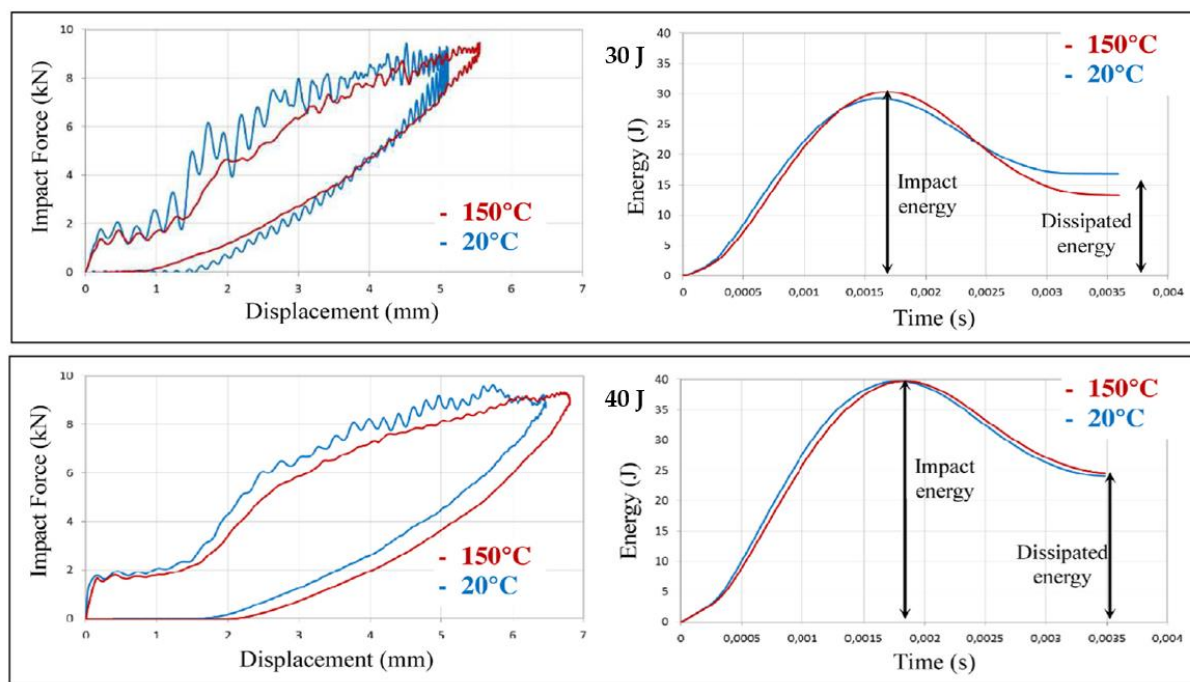 10
8
6
4
2
0
Impact Force (kN)
- 150°C
- 20°C
0 1 2 3 4 5 6 7
Displacement (mm)
30 J
40
35
30
25
20
15
10
5
0
Energy (J)
- 150°C
- 20°C
Impact
energy
Dissipated
energy
0 0,0005 0,001 0,0015 0,002 0,0025 0,003 0,0035 0,004
Time (s)
10
8
6
4
2
0
Impact Force (kN)
- 150°C
- 20°C
0 1 2 3 4 5 6 7
Displacement (mm)
40 J
40
35
30
25
20
15
10
5
0
Energy (J)
- 150°C
- 20°C
Impact
energy
Dissipated
energy
0 0,0005 0,001 0,0015 0,002 0,0025 0,003 0,0035 0,004
Time (s)